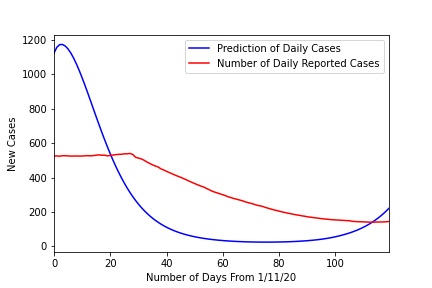 1200
1000
800
600
400
200
0
New Cases
Prediction of Daily Cases
Number of Daily Reported Cases
0 20 40 60 80 100
Number of Days From 1/11/20